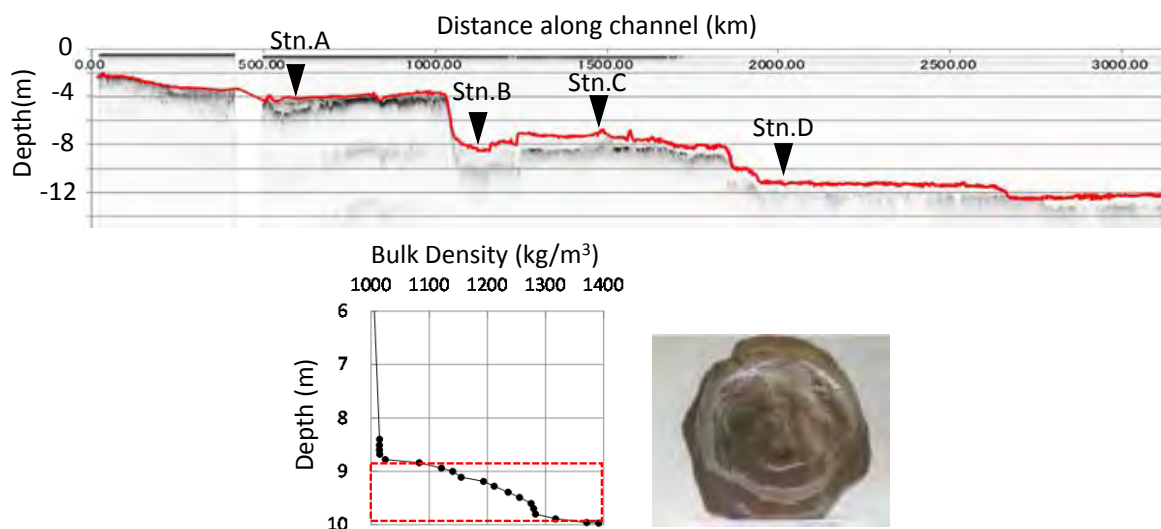 Distance along channel (km)
0
Stn.A
0.00
500.00
1000.00
1500.00
2000.00
2500.00
3000.00
Depth(m)
-4
Stn.B
Stn.C
-8
Stn.D
-12
Bulk Density (kg/m³)
1000 1100 1200 1300 1400
6
7
Depth (m)
8
9
10